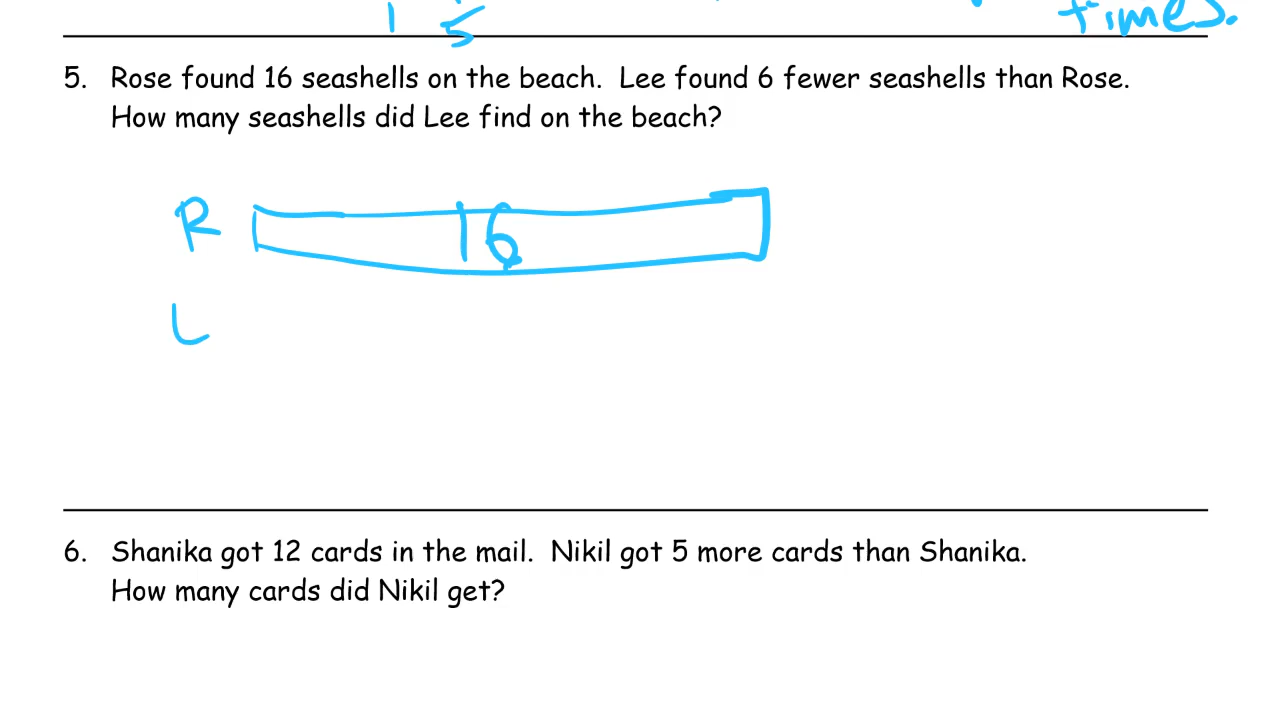 1 5 times.
5. Rose found 16 seashells on the beach. Lee found 6 fewer seashells than Rose.
How many seashells did Lee find on the beach?
R 16
L
6. Shanika got 12 cards in the mail. Nikil got 5 more cards than Shanika.
How many cards did Nikil get?